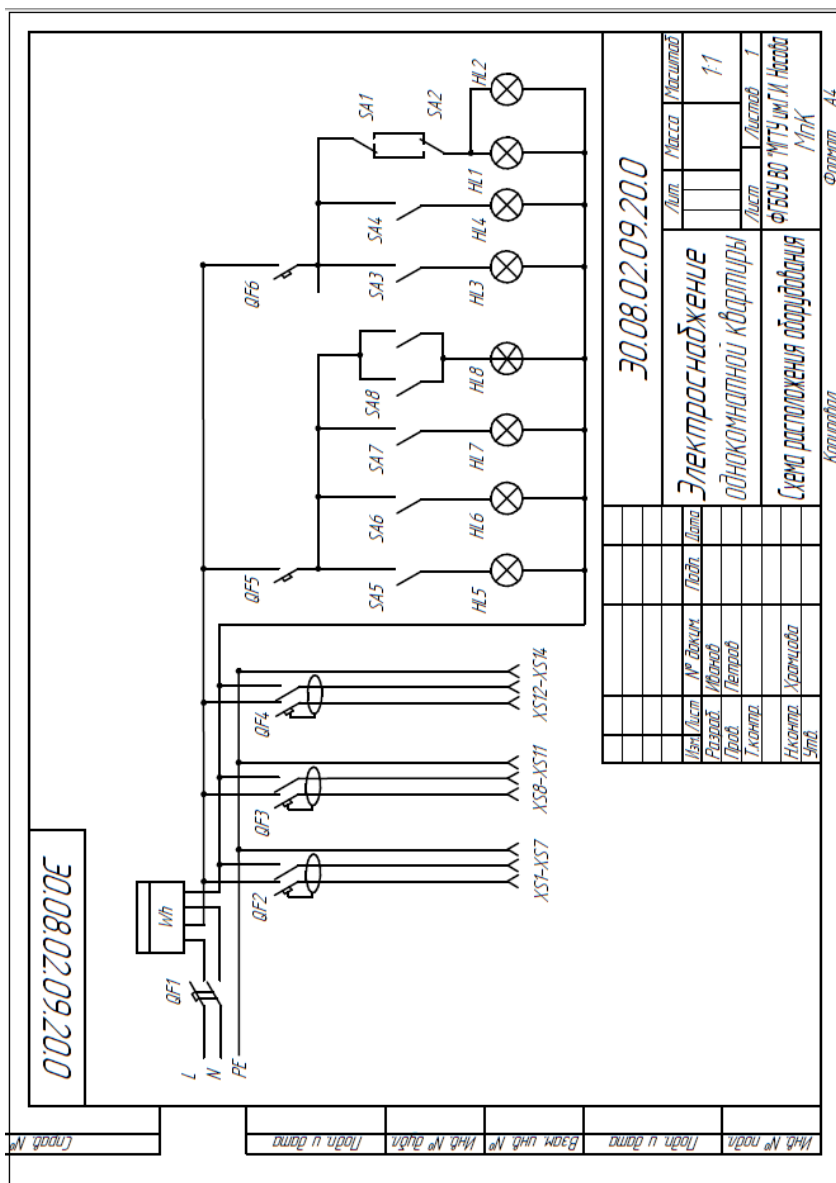 ЭО.08.02.09.20.0
Wh
QF1
L
N
PE
QF2
QF3
QF4
QF5
QF6
SA5
SA6
SA7
SA8
SA3
SA4
SA1
SA2
HL5
HL6
HL7
HL8
HL3
HL4
HL1
HL2
XS1-XS7
XS8-XS11
XS12-XS14
ЭО.08.02.09.20.0
Изм. Лист № докум. Подп. Дата
Разраб. Иванов
Пров. Петров
Т.контр.
Н.контр. Храмцова
Утв.
Электроснабжение
однокомнатной квартиры
Схема расположения оборудования
Лит. Масса Масштаб
1:1
Лист Листов 1
ФГБОУ ВО "МГТУ им.Г.И. Носова
МпК
Копировал Формат А4
Справ. №
Подп. и дата
Инв. № дубл.
Взам. инв. №
Подп. и дата
Инв. № подл.